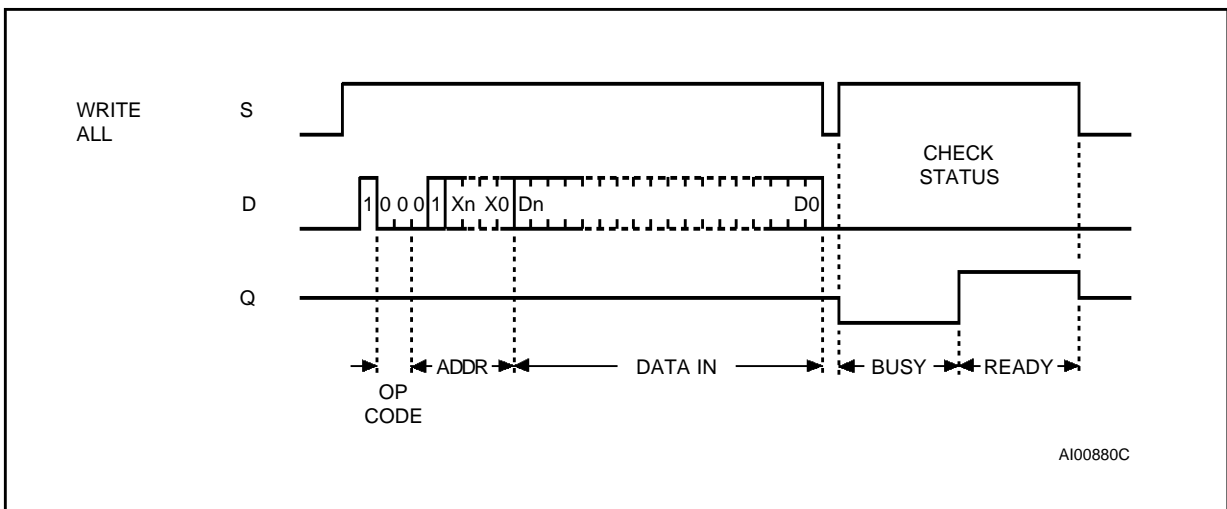 WRITE
ALL
S
CHECK
STATUS
D
1 0 0 0 1 Xn X0 Dn D0
Q
ADDR DATA IN BUSY READY
OP
CODE
AI00880C